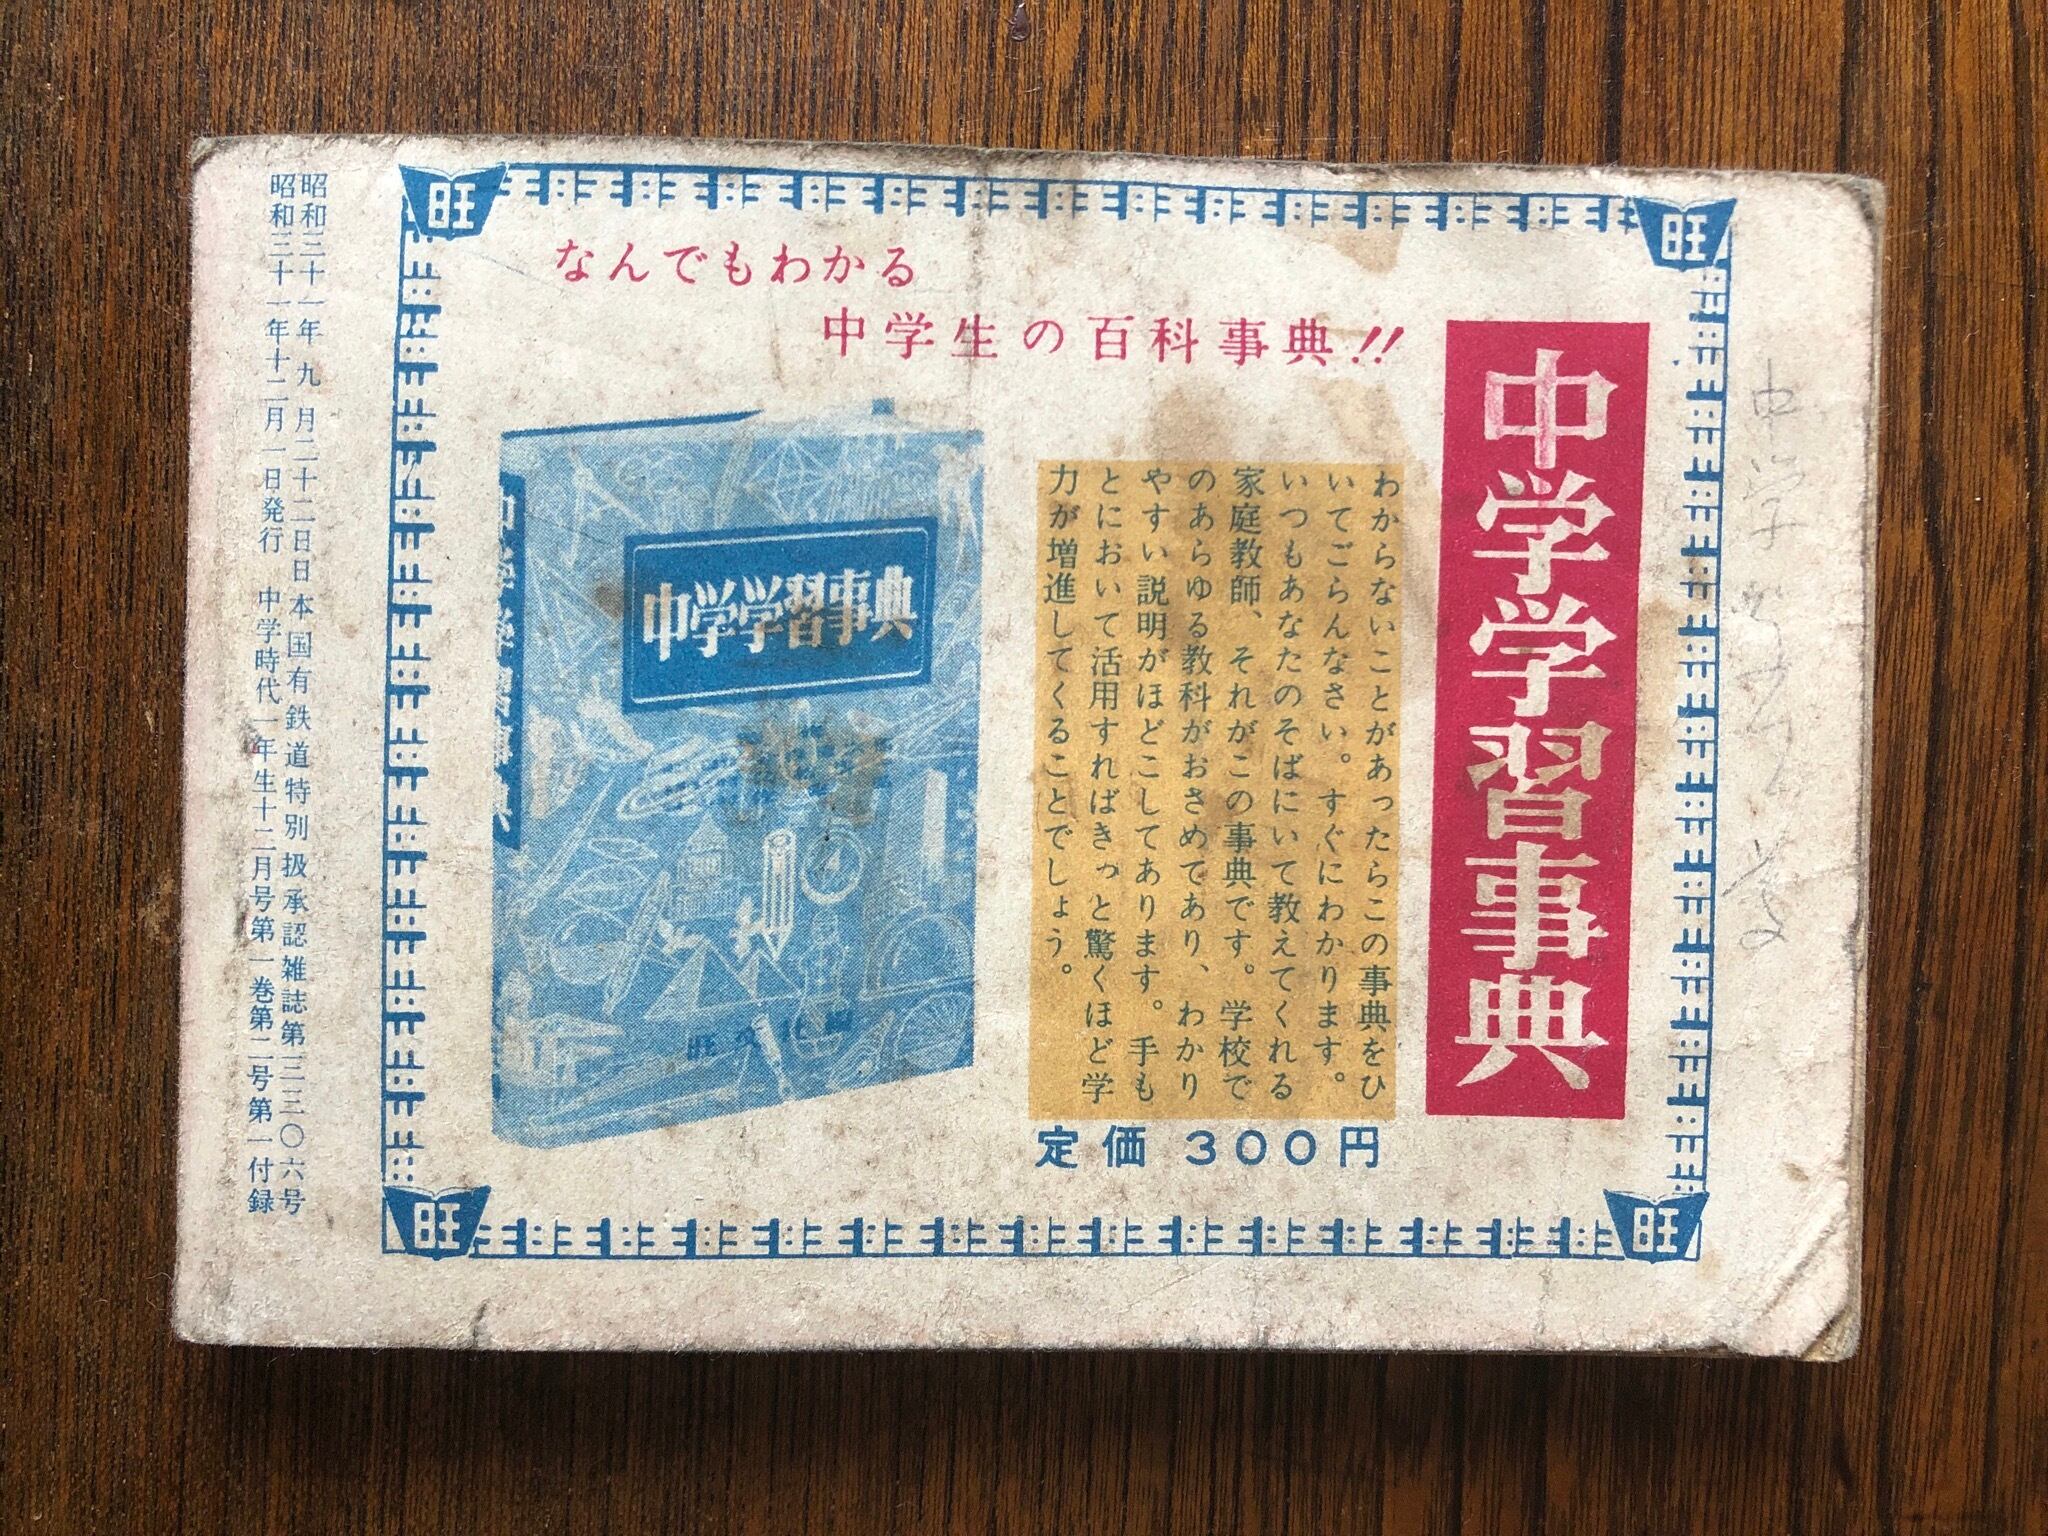 なんでもわかる
中学生の百科事典!!
中学学習事典
わからないことがあったらこの事典をひ
いてごらんなさい。すぐにわかります。
いつもあなたのそばにいて教えてくれる
家庭教師、それがこの事典です。学校で
のあらゆる教科がおさめてあり、わかり
やすい説明がほどこしてあります。手も
とにおいて活用すればきっと驚くほど学
力が増進してくることでしょう。
定価 300円
中学学習事典
中学学習事典
旺文社編
旺
旺
旺
旺
昭和三十一年九月二十二日日本国有鉄道特別扱承認雑誌第三三〇六号
昭和三十一年十二月一日発行 中学時代一年生十二月号第一巻第二号第一付録
中学